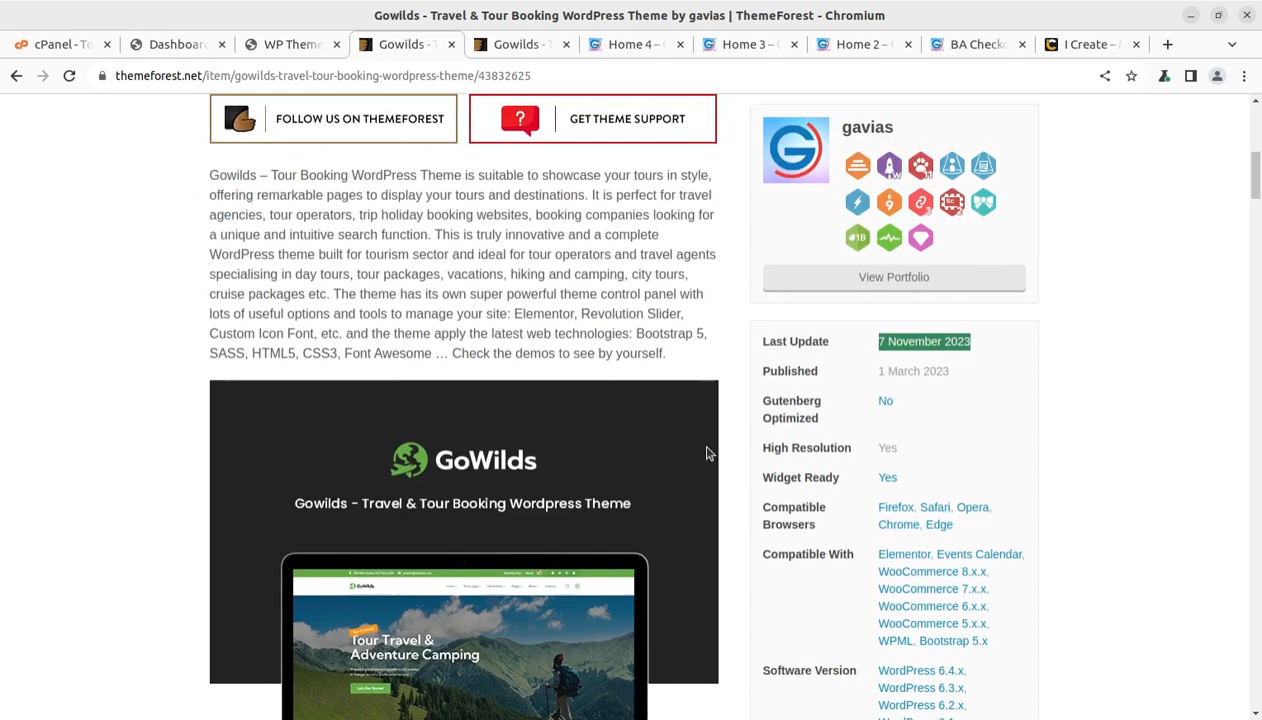 Gowilds - Travel & Tour Booking WordPress Theme by gavias | ThemeForest - Chromium
cPanel - To
Dashboard
WP Theme
Gowilds - T
Gowilds - T
Home 4 –
Home 3 –
Home 2 –
BA Checko
I Create –
themeforest.net/item/gowilds-travel-tour-booking-wordpress-theme/43832625
FOLLOW US ON THEMEFOREST
GET THEME SUPPORT
Gowilds – Tour Booking WordPress Theme is suitable to showcase your tours in style,
offering remarkable pages to display your tours and destinations. It is perfect for travel
agencies, tour operators, trip holiday booking websites, booking companies looking for
a unique and intuitive search function. This is truly innovative and a complete
WordPress theme built for tourism sector and ideal for tour operators and travel agents
specialising in day tours, tour packages, vacations, hiking and camping, city tours,
cruise packages etc. The theme has its own super powerful theme control panel with
lots of useful options and tools to manage your site: Elementor, Revolution Slider,
Custom Icon Font, etc. and the theme apply the latest web technologies: Bootstrap 5,
SASS, HTML5, CSS3, Font Awesome … Check the demos to see by yourself.
GoWilds
Gowilds - Travel & Tour Booking Wordpress Theme
GoWilds
Tour Travel &
Adventure Camping
gavias
View Portfolio
Last Update 7 November 2023
Published 1 March 2023
Gutenberg No
Optimized
High Resolution Yes
Widget Ready Yes
Compatible Firefox, Safari, Opera,
Browsers Chrome, Edge
Compatible With Elementor, Events Calendar,
WooCommerce 8.x.x,
WooCommerce 7.x.x,
WooCommerce 6.x.x,
WooCommerce 5.x.x,
WPML, Bootstrap 5.x
Software Version WordPress 6.4.x,
WordPress 6.3.x,
WordPress 6.2.x,